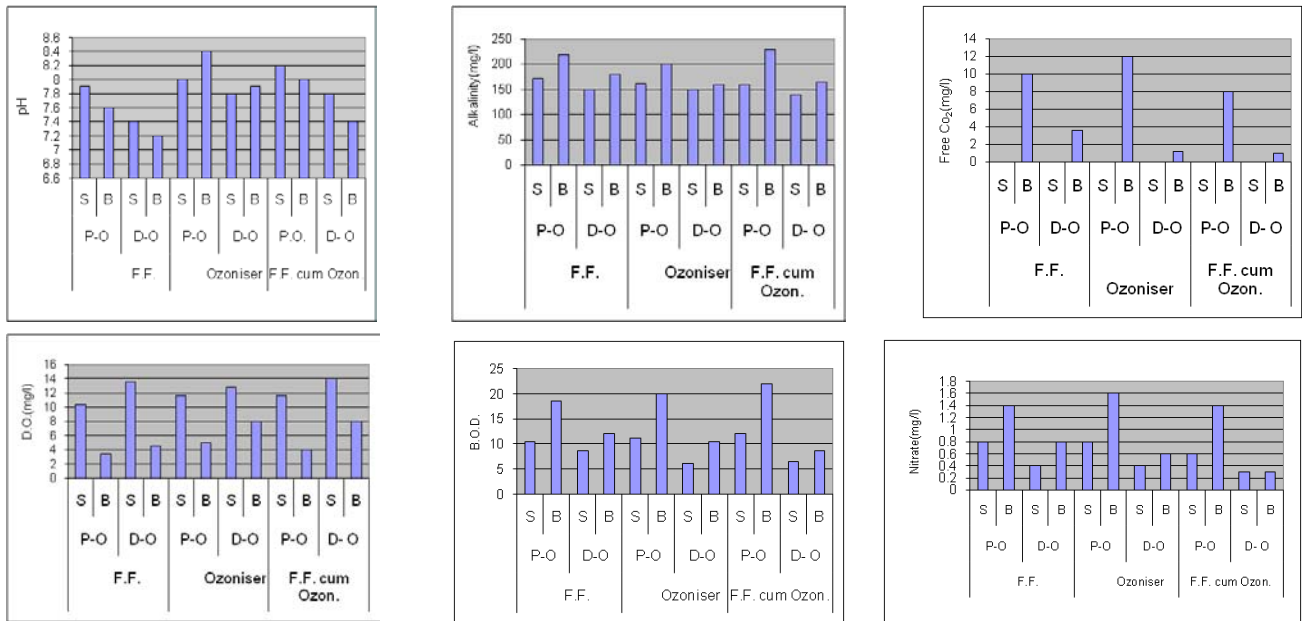 pH
8.6
8.4
8.2
8
7.8
7.6
7.4
7.2
7
6.8
6.6
S B S B S B S B S B S B
P-O D-O P-O D-O P.O. D-O
F.F. Ozoniser F.F. cum Ozon.
Alkalinity(mg/l)
250
200
150
100
50
0
S B S B S B S B S B S B
P-O D-O P-O D-O P-O D-O
F.F. Ozoniser F.F. cum
Ozon.
Free Co₂(mg/l)
14
12
10
8
6
4
2
0
S B S B S B S B S B S B
P-O D-O P-O D-O P-O D- O
F.F. F.F. cum
Ozoniser Ozon.
D.O.(mg/l)
16
14
12
10
8
6
4
2
0
S B S B S B S B S B S B
P-O D-O P-O D-O P-O D- O
F.F. Ozoniser F.F. cum
Ozon.
B.O.D.
25
20
15
10
5
0
S B S B S B S B S B S B
P-O D-O P-O D-O P-O D-O
F.F. Ozoniser F.F. cum Ozon.
Nitrate(mg/l)
1.8
1.6
1.4
1.2
1
0.8
0.6
0.4
0.2
0
S B S B S B S B S B S B
P-O D-O P-O D-O P-O D-O
F.F. Ozoniser F.F. cum Ozon.